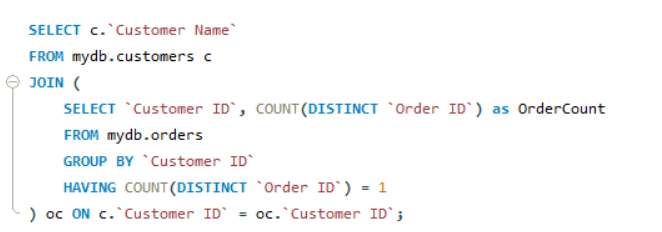 SELECT c.`Customer Name`
FROM mydb.customers c
JOIN (
SELECT `Customer ID`, COUNT(DISTINCT `Order ID`) as OrderCount
FROM mydb.orders
GROUP BY `Customer ID`
HAVING COUNT(DISTINCT `Order ID`) = 1
) oc ON c.`Customer ID` = oc.`Customer ID`;